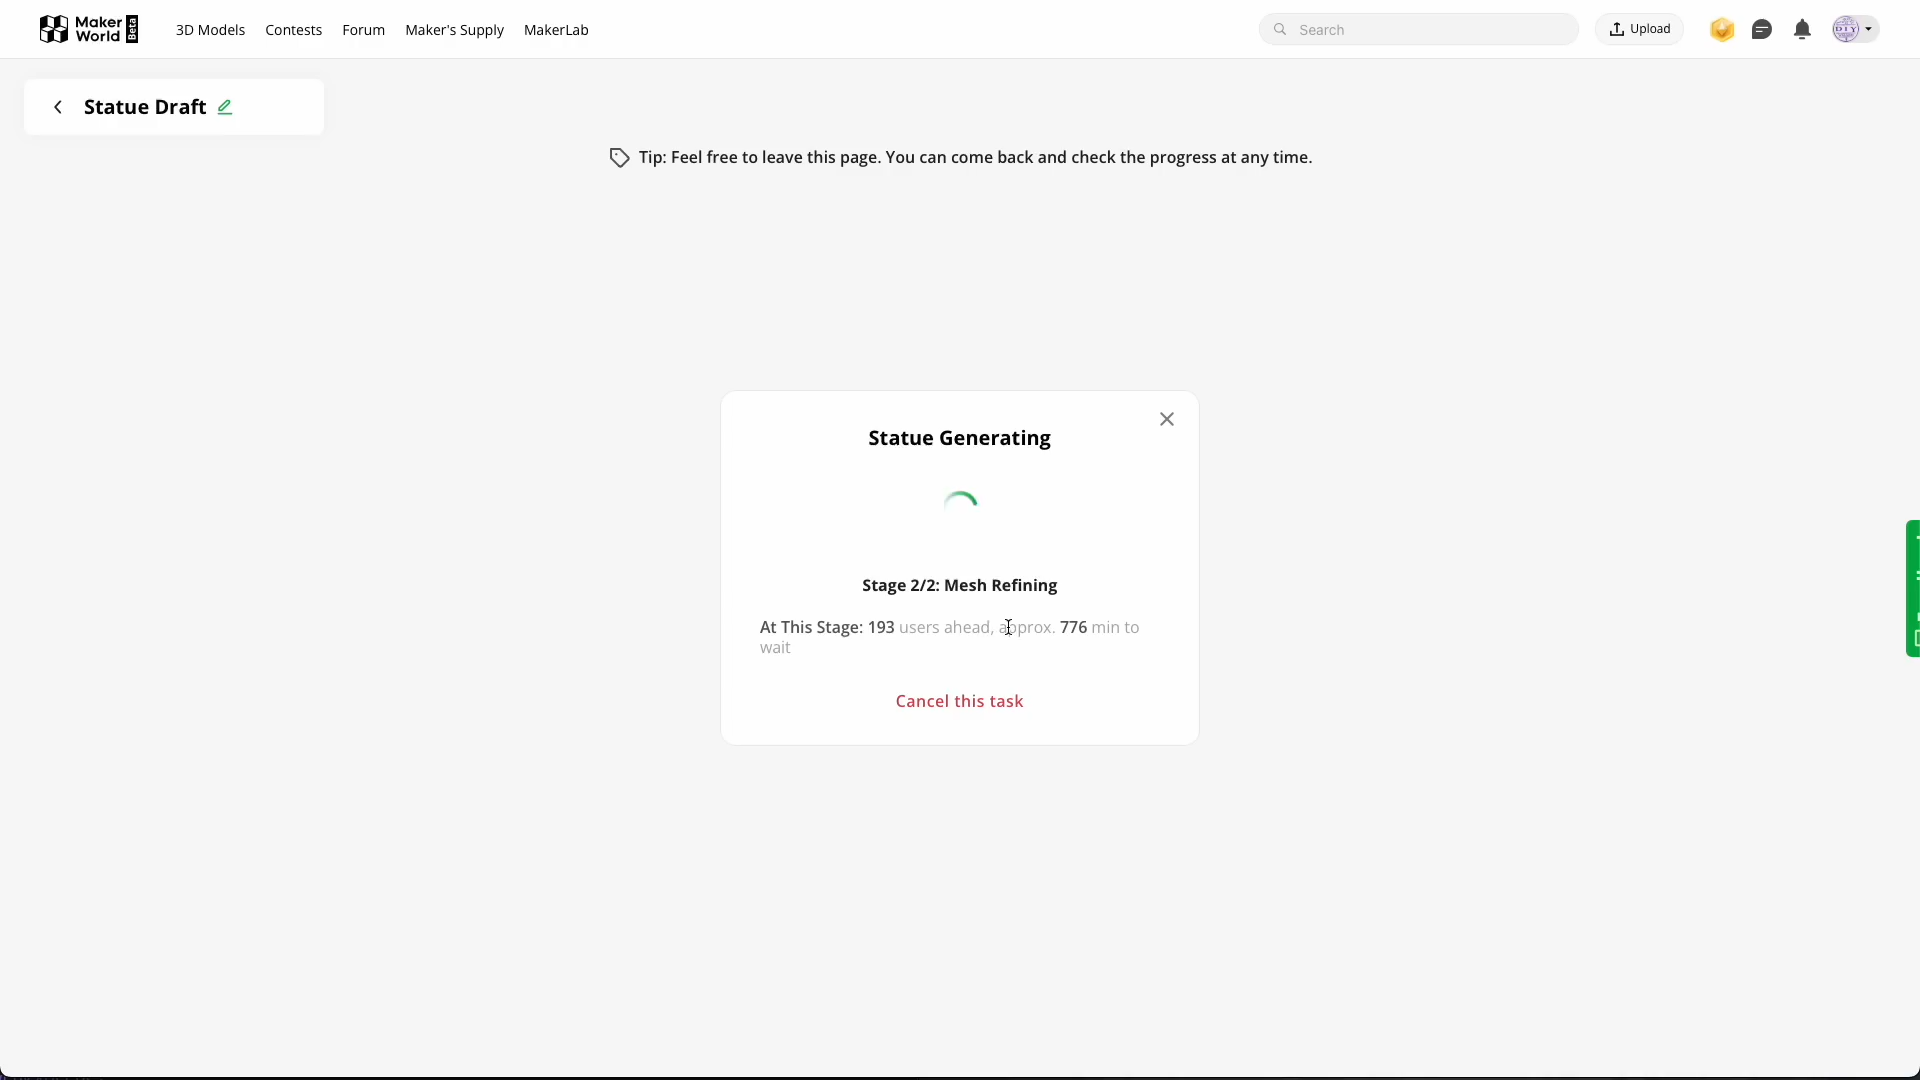 Maker
World
Beta
3D Models
Contests
Forum
Maker's Supply
MakerLab
Search
Upload
DIY
Statue Draft
Tip: Feel free to leave this page. You can come back and check the progress at any time.
Statue Generating
Stage 2/2: Mesh Refining
At This Stage: 193 users ahead, approx. 776 min to
wait
Cancel this task